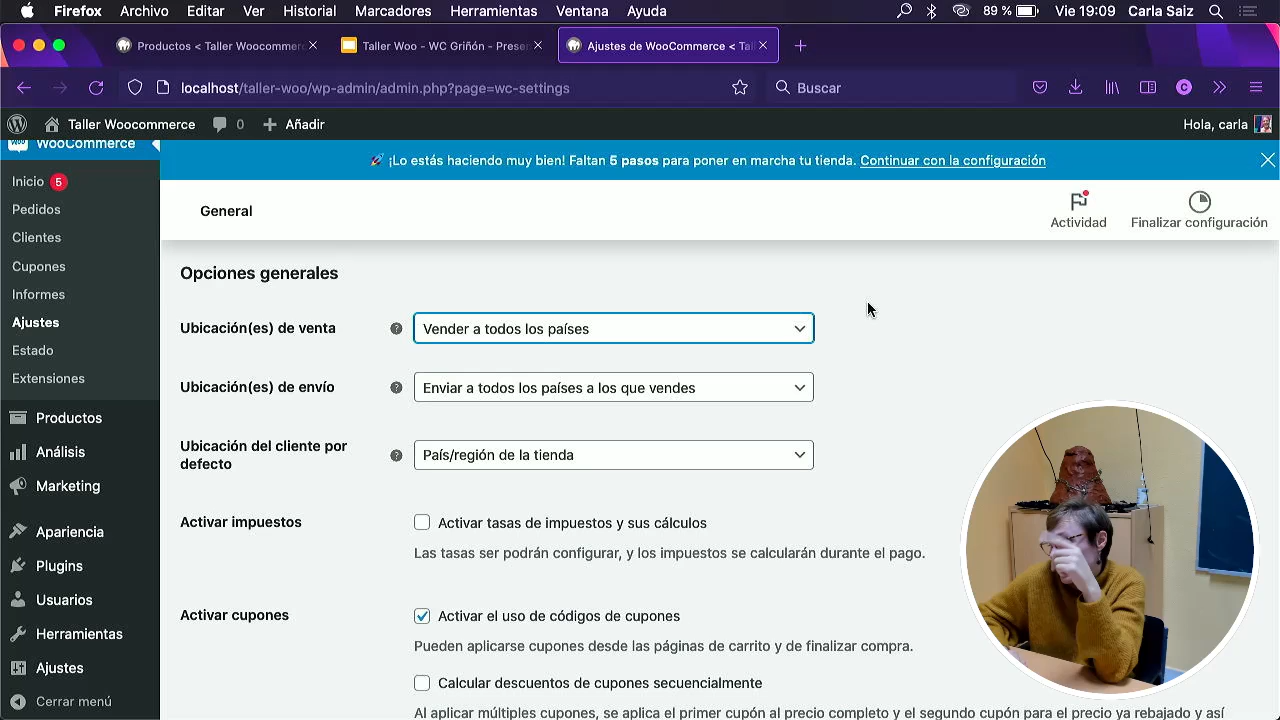 Firefox Archivo Editar Ver Historial Marcadores Herramientas Ventana Ayuda 89 % Vie 19:09 Carla Saiz
Productos < Taller Woocommerc
Taller Woo - WC Griñón - Prese
Ajustes de WooCommerce < Tal
localhost/taller-woo/wp-admin/admin.php?page=wc-settings
Buscar
C
Taller Woocommerce 0 Añadir
Hola, carla
WooCommerce
¡Lo estás haciendo muy bien! Faltan 5 pasos para poner en marcha tu tienda. Continuar con la configuración
Inicio 5
Pedidos
Clientes
Cupones
Informes
Ajustes
Estado
Extensiones
Productos
Análisis
Marketing
Apariencia
Plugins
Usuarios
Herramientas
Ajustes
Cerrar menú
General
Actividad
Finalizar configuración
Opciones generales
Ubicación(es) de venta
Vender a todos los países
Ubicación(es) de envío
Enviar a todos los países a los que vendes
Ubicación del cliente por
defecto
País/región de la tienda
Activar impuestos
Activar tasas de impuestos y sus cálculos
Las tasas ser podrán configurar, y los impuestos se calcularán durante el pago.
Activar cupones
Activar el uso de códigos de cupones
Pueden aplicarse cupones desde las páginas de carrito y de finalizar compra.
Calcular descuentos de cupones secuencialmente
Al aplicar múltiples cupones, se aplica el primer cupón al precio completo y el segundo cupón para el precio ya rebajado y así